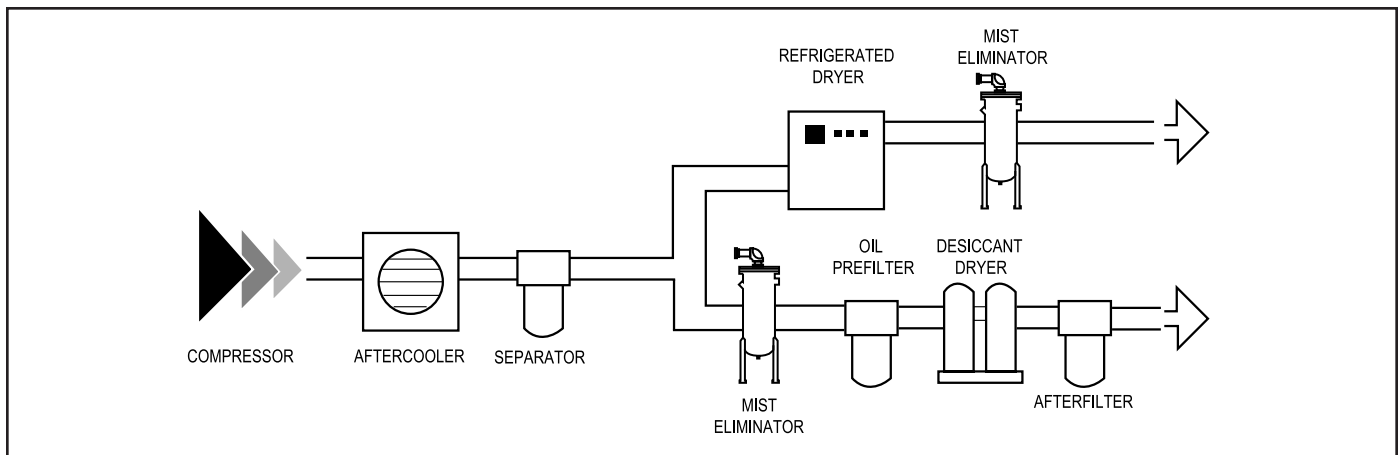 MIST
ELIMINATOR
REFRIGERATED
DRYER
OIL
PREFILTER
DESICCANT
DRYER
COMPRESSOR
AFTERCOOLER
SEPARATOR
MIST
ELIMINATOR
AFTERFILTER